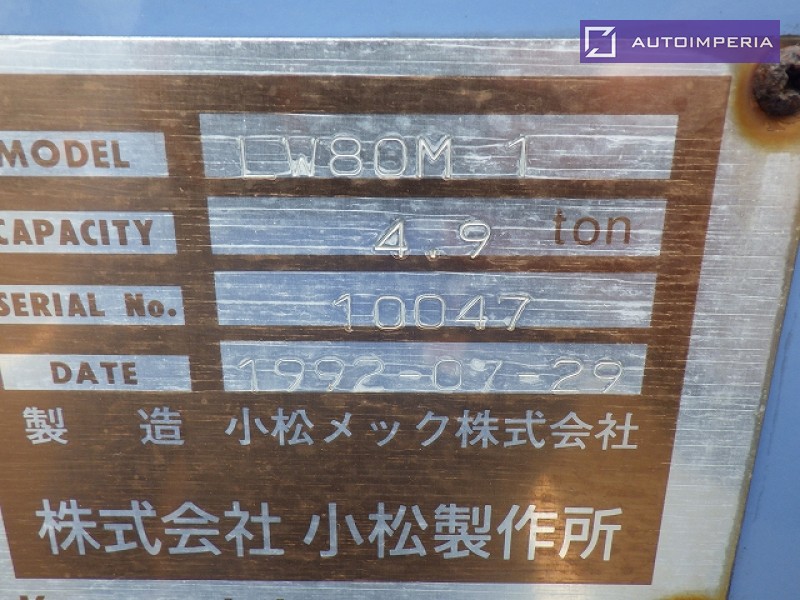 AUTOIMPERIA
MODEL LW80M 1
CAPACITY 4.9 ton
SERIAL No. 10047
DATE 1992-07-29
製 造 小松メック株式会社
株式会社 小松製作所